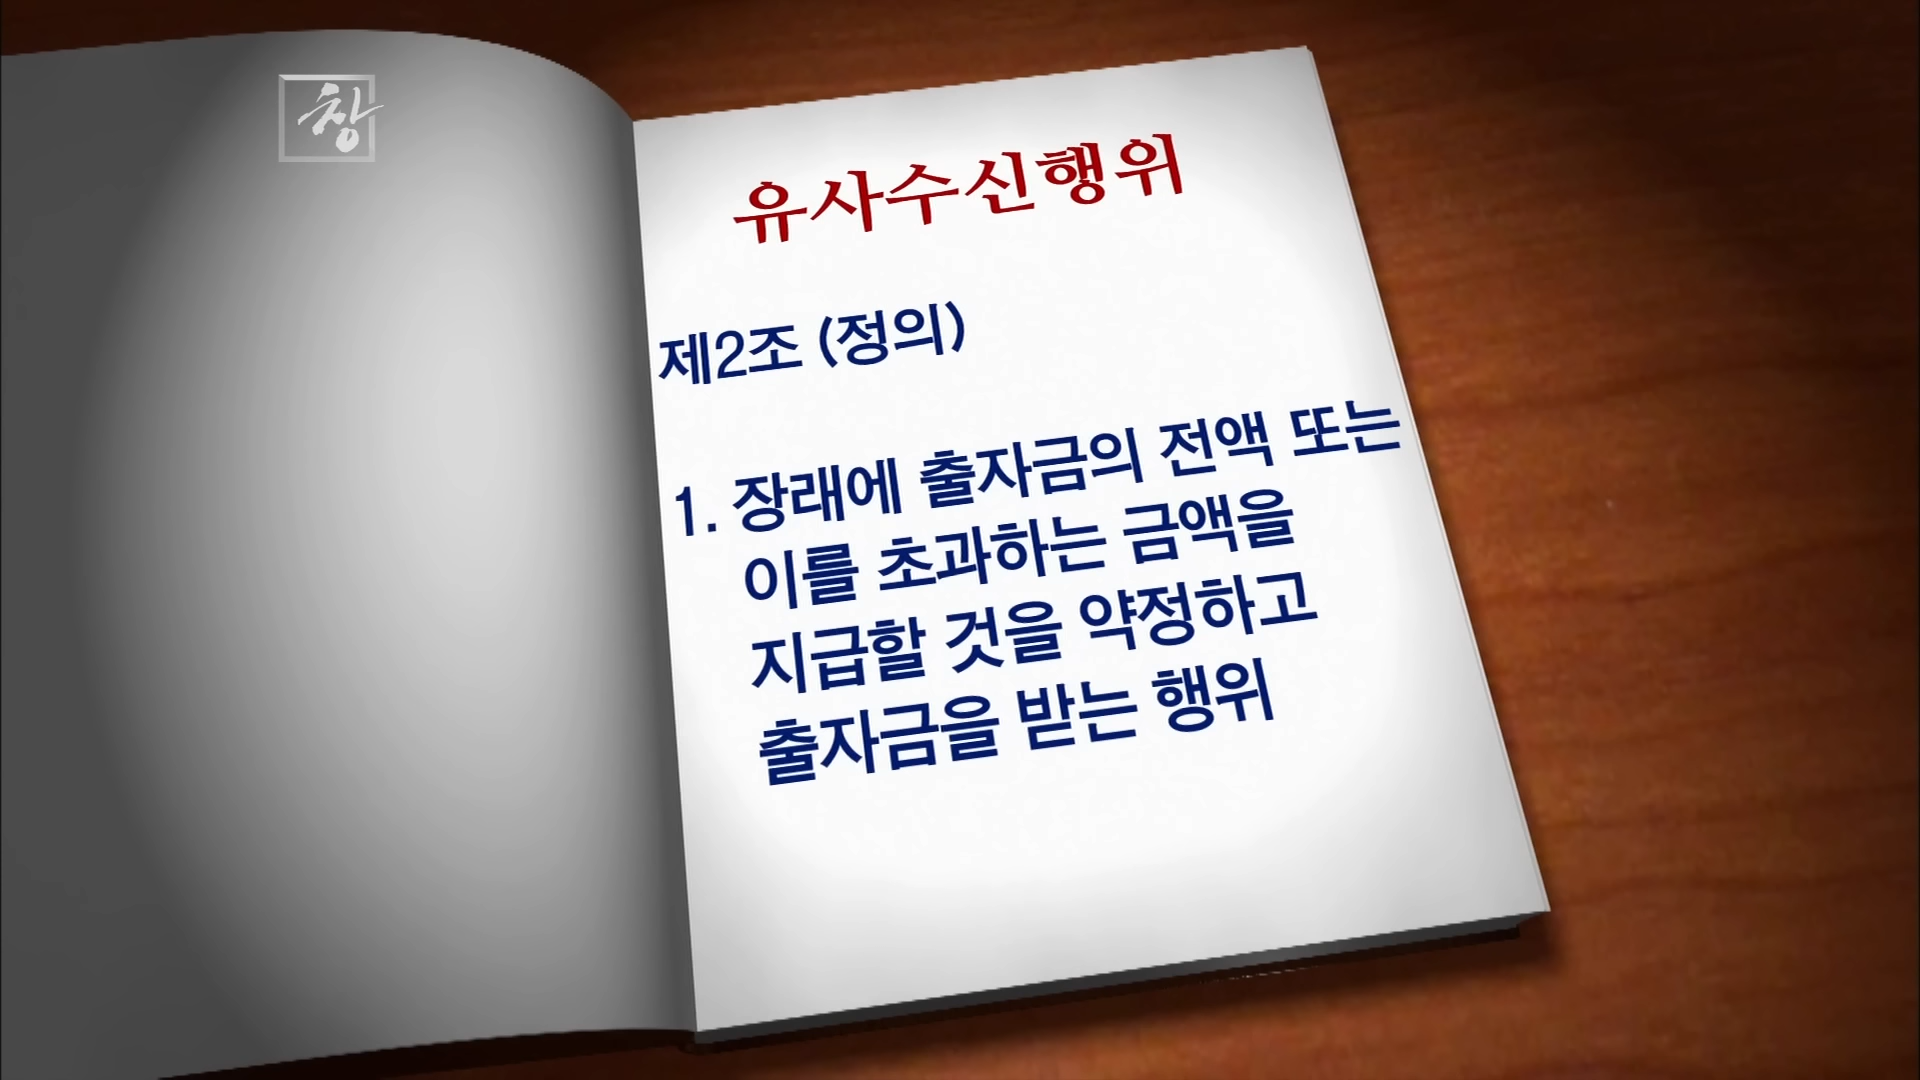 창
유사수신행위
제2조 (정의)
1. 장래에 출자금의 전액 또는
이를 초과하는 금액을
지급할 것을 약정하고
출자금을 받는 행위